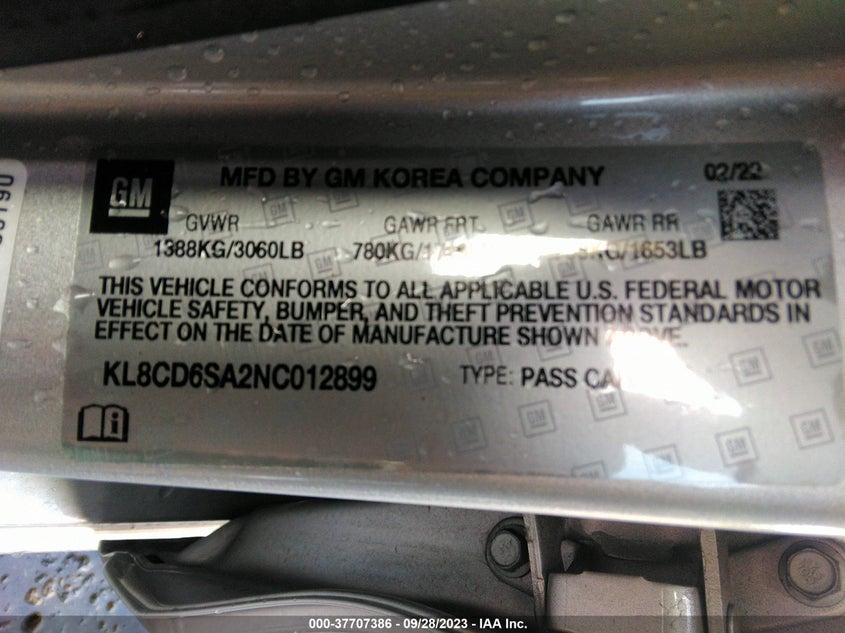 GM
MFD BY GM KOREA COMPANY 02/22
GVWR GAWR FRT GAWR RR
1388KG/3060LB 780KG/ 1653LB
THIS VEHICLE CONFORMS TO ALL APPLICABLE U.S. FEDERAL MOTOR
VEHICLE SAFETY, BUMPER, AND THEFT PREVENTION STANDARDS IN
EFFECT ON THE DATE OF MANUFACTURE SHOWN ABOVE.
KL8CD6SA2NC012899 TYPE: PASS
000-37707386 - 09/28/2023 - IAA Inc.